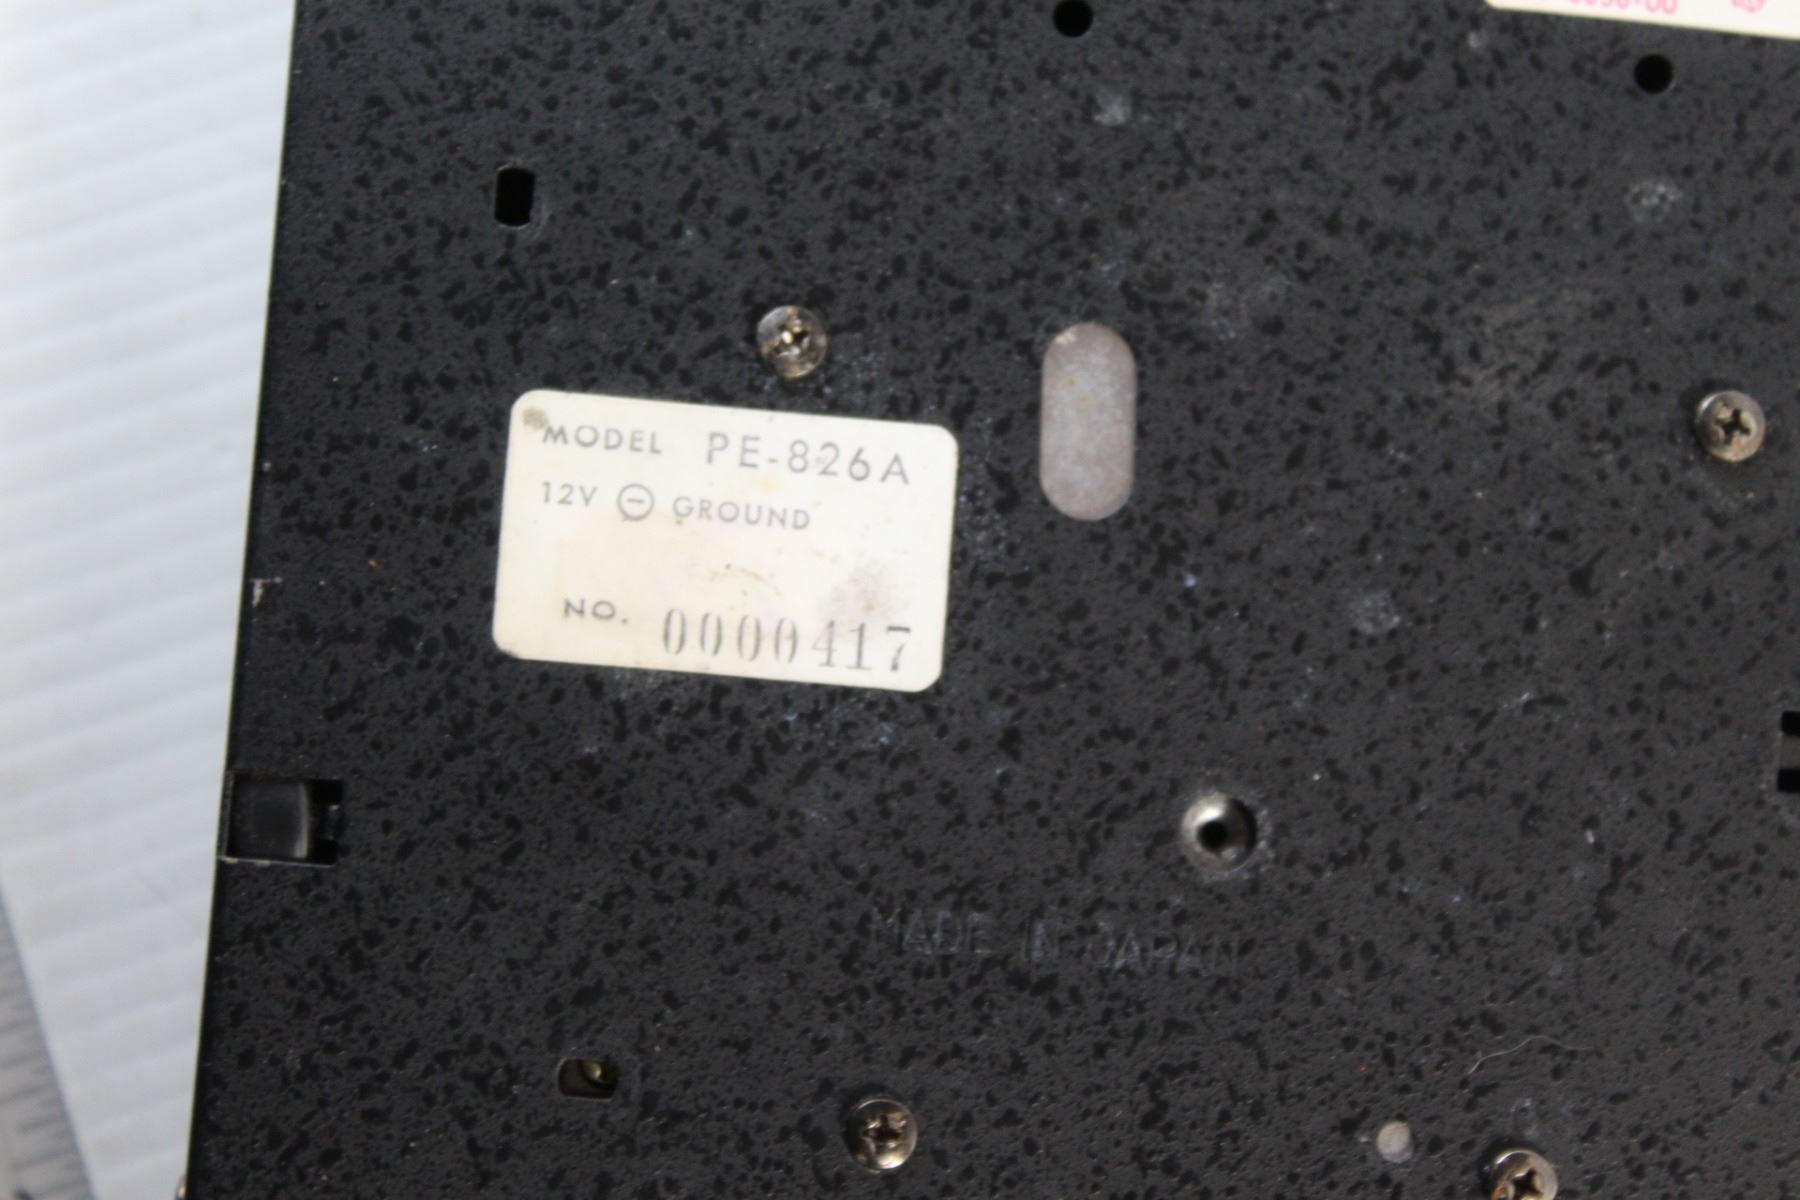 MODEL PE-826A
12V ⊖ GROUND
NO. 0000417
MADE IN JAPAN